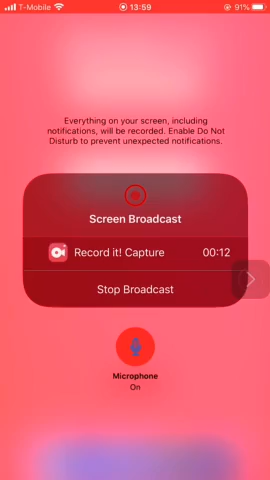 T-Mobile 13:59 91%
Everything on your screen, including
notifications, will be recorded. Enable Do Not
Disturb to prevent unexpected notifications.
Screen Broadcast
Record it! Capture 00:12
Stop Broadcast
Microphone
On